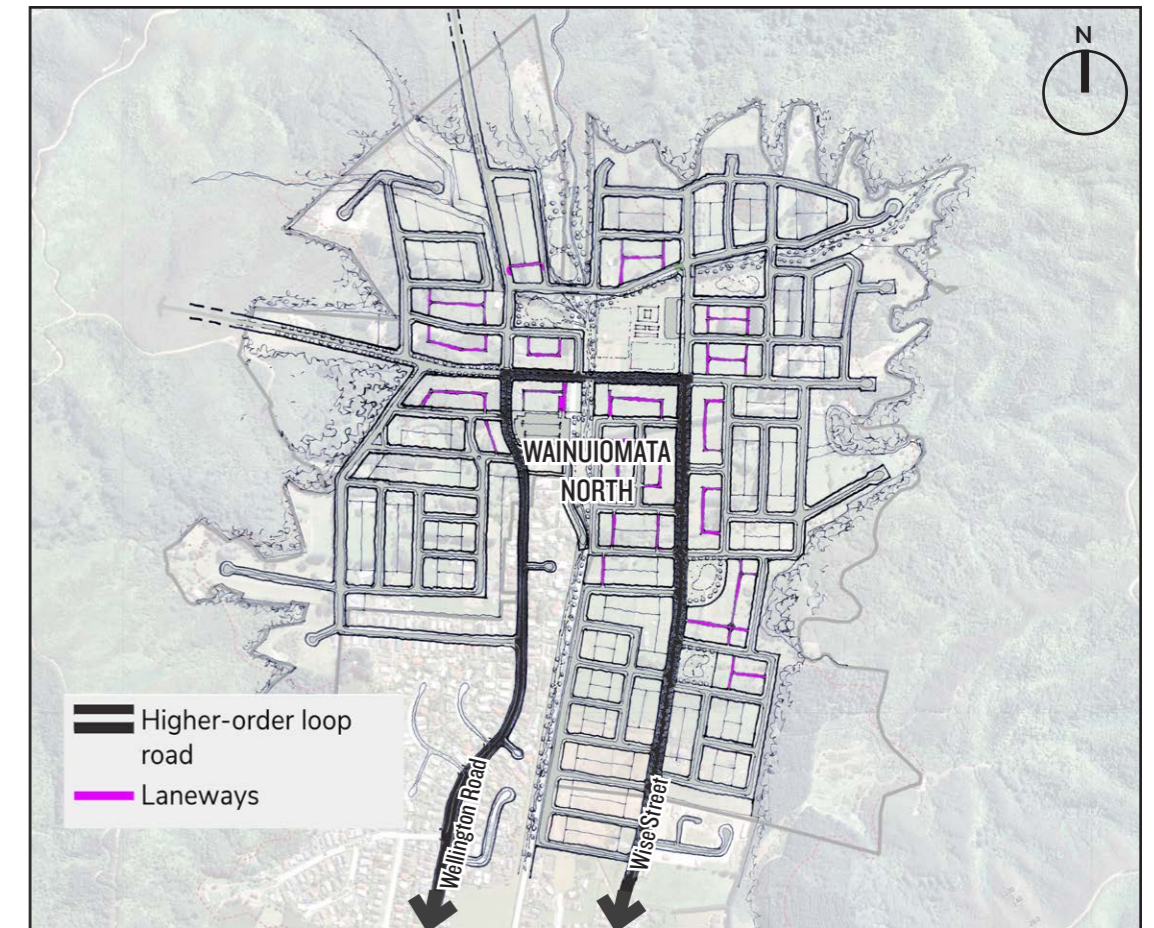 N
WAINUIOMATA
NORTH
Higher-order loop
road
Laneways
Wellington Road
Wise Street